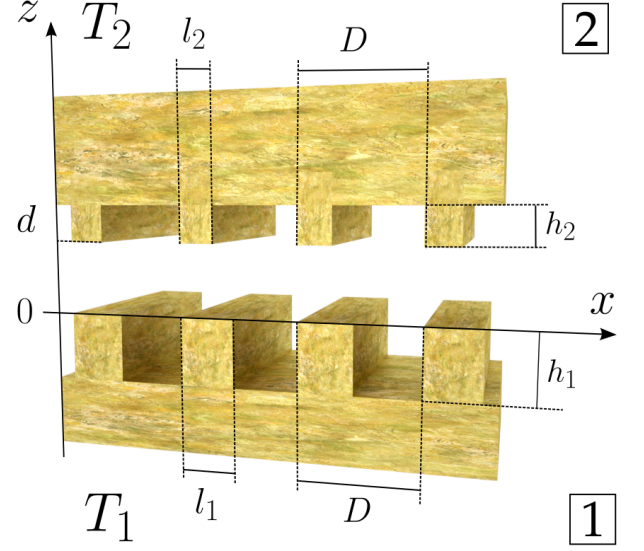 z T₂ l₂ D 2
d h₂
0 x
h₁
T₁ l₁ D 1